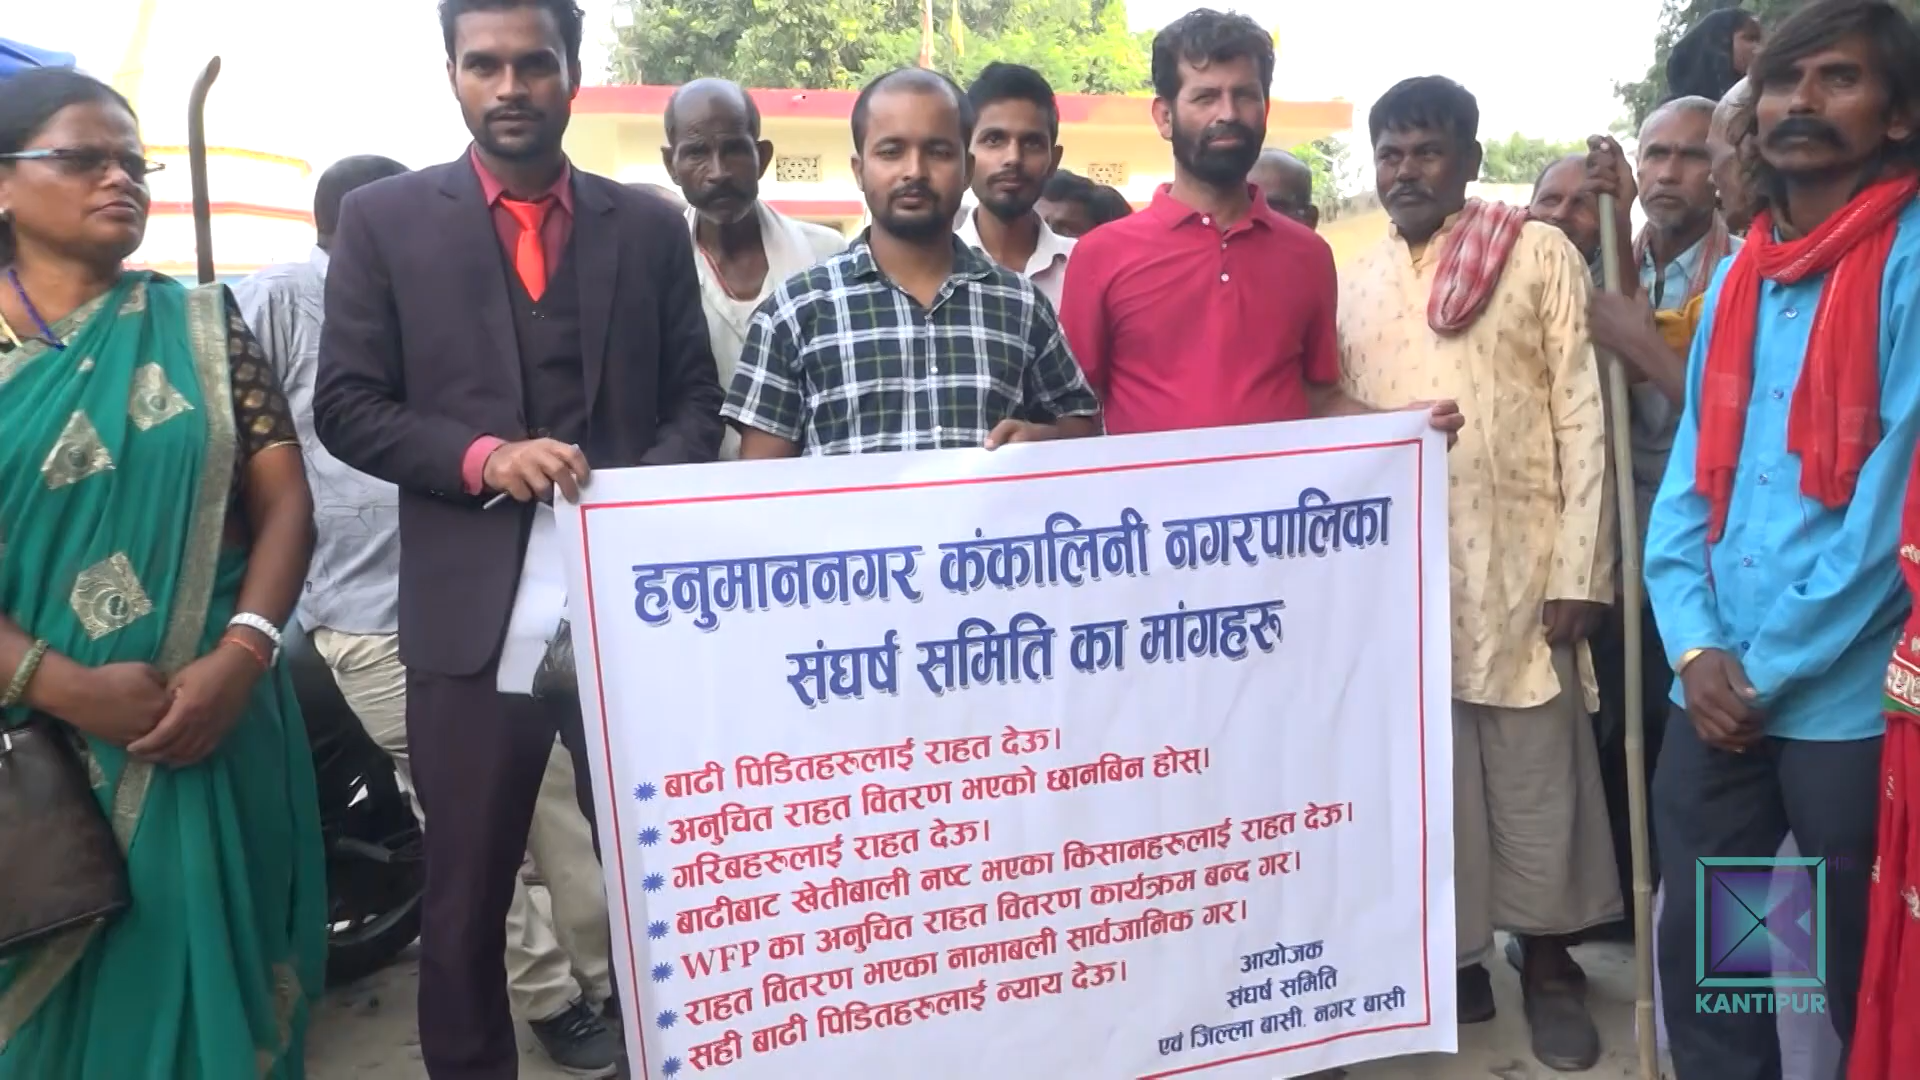 हनुमाननगर कंकालिनी नगरपालिका
संघर्ष समिति का मांगहरू
बाढी पिडितहरूलाई राहत देऊ।
अनुचित राहत वितरण भएको छानबिन होस्।
गरिबहरूलाई राहत देऊ।
बाढीबाट खेतीबाली नष्ट भएका किसानहरूलाई राहत देऊ।
WFP का अनुचित राहत वितरण कार्यक्रम बन्द गर।
राहत वितरण भएका नामाबली सार्वजानिक गर।
सही बाढी पिडितहरूलाई न्याय देऊ।
आयोजक
संघर्ष समिति
एवं जिल्ला बासी, नगर बासी
KANTIPUR